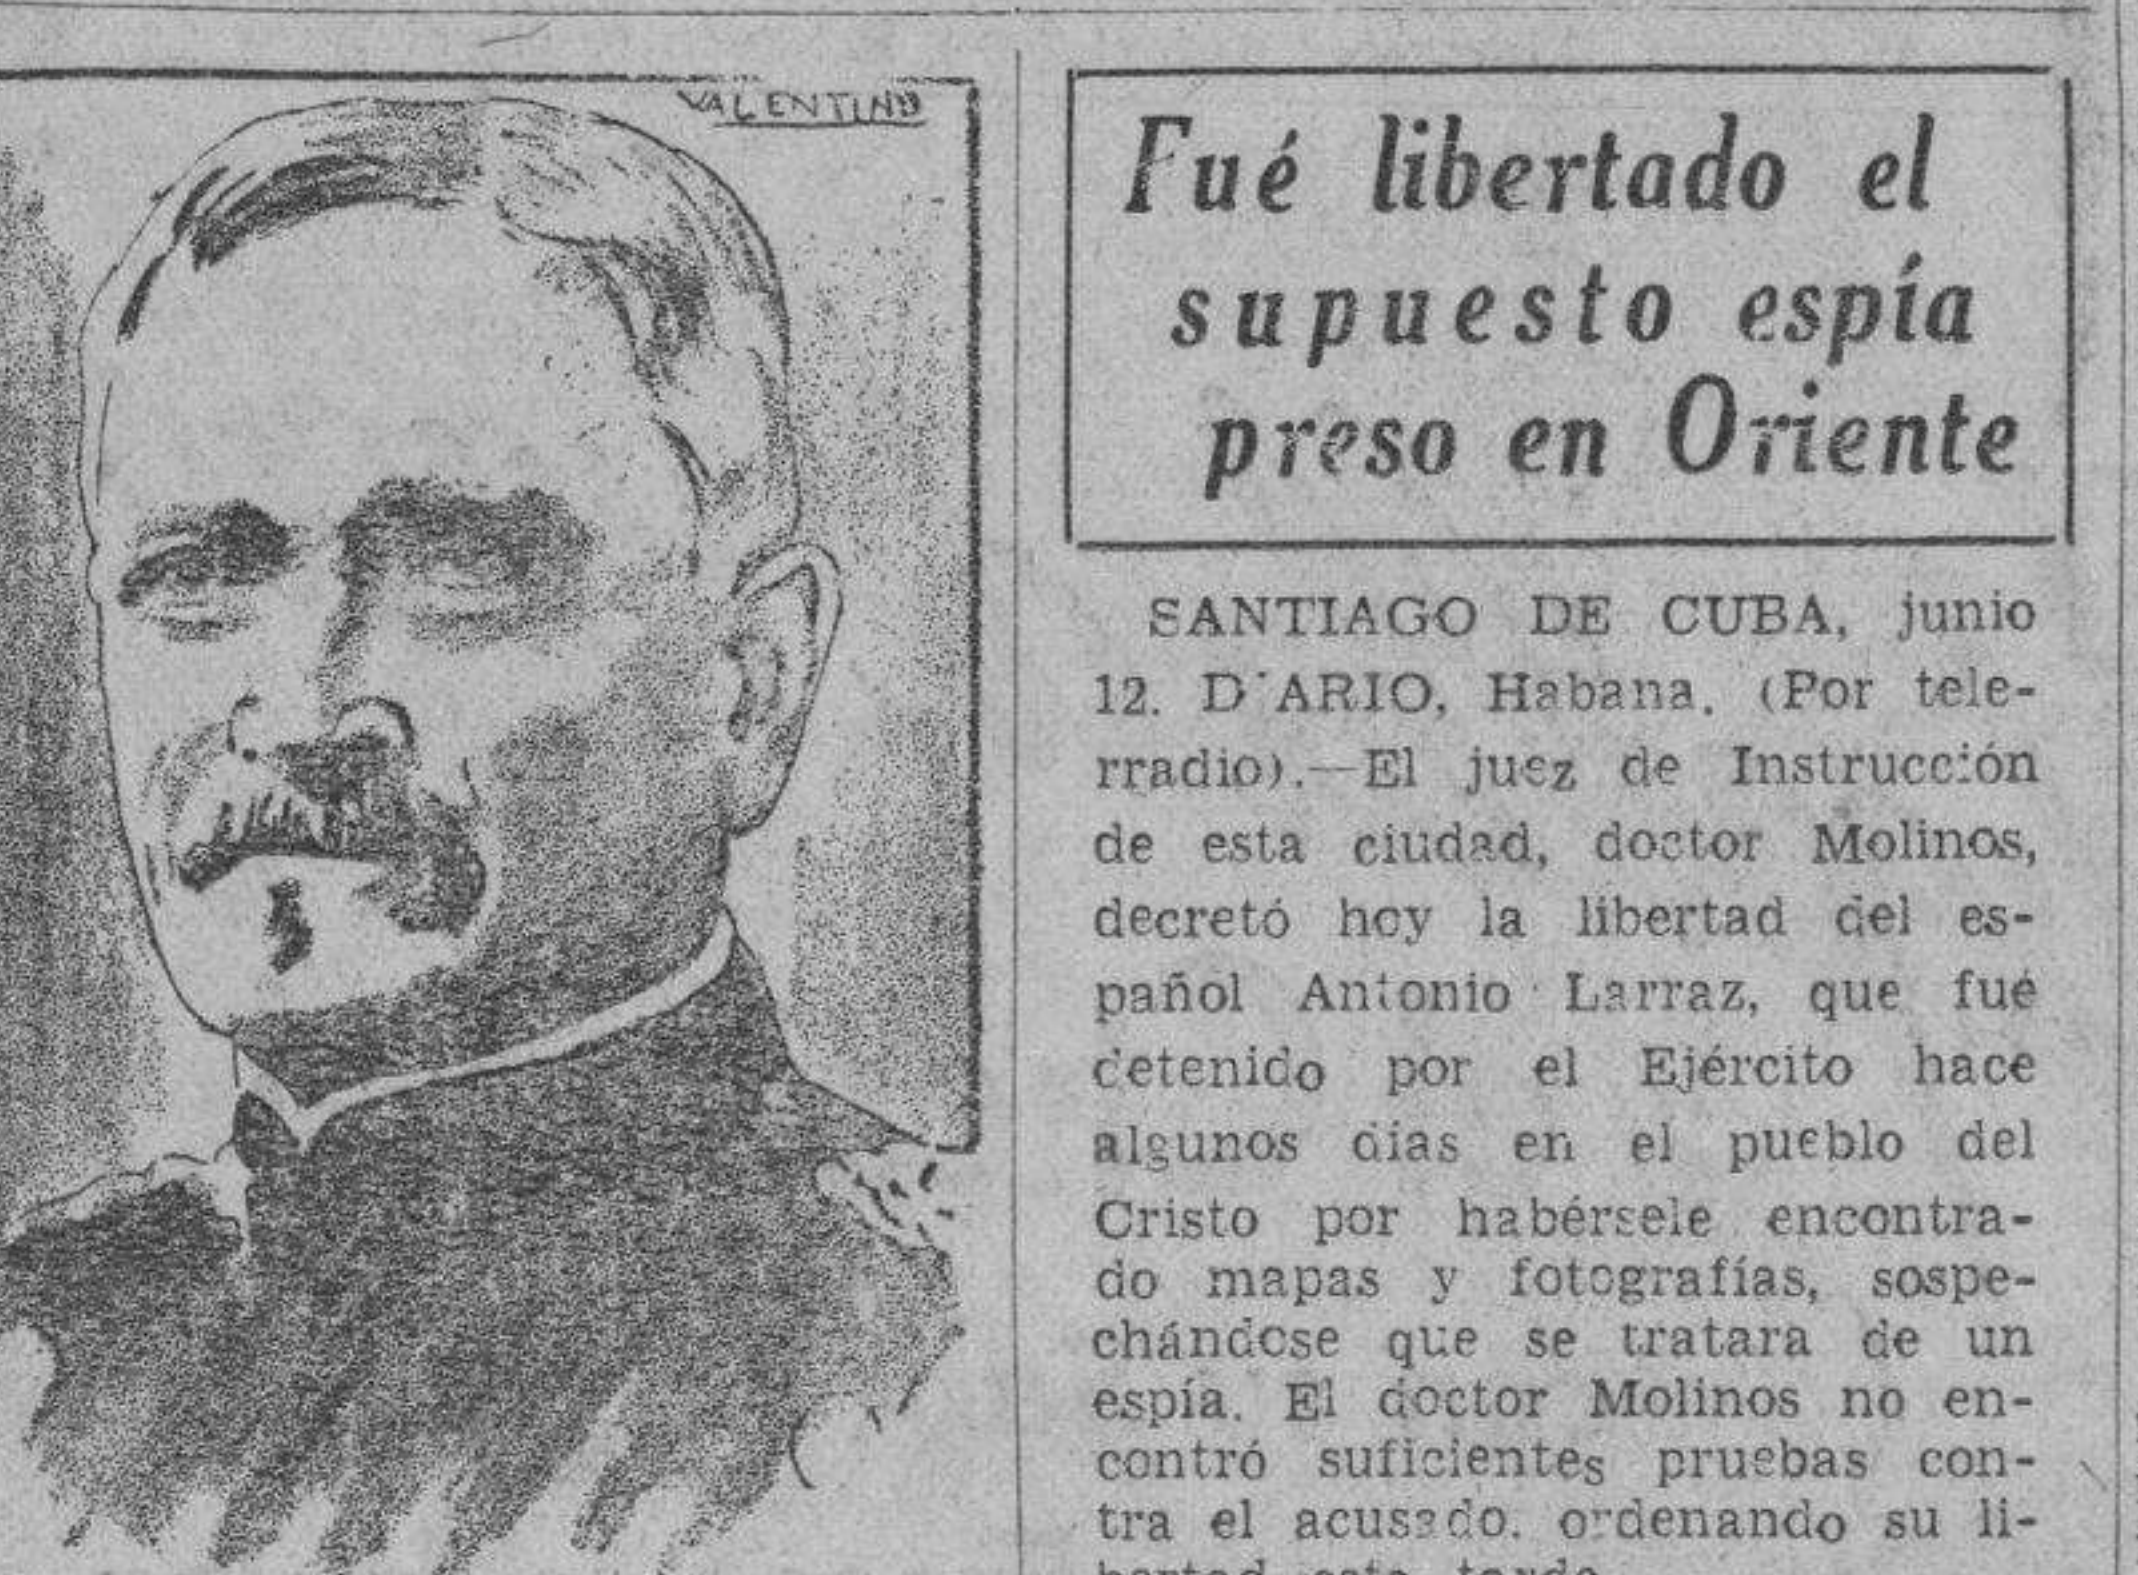 VALENTINO
Fué libertado el
supuesto espía
preso en Oriente
SANTIAGO DE CUBA, junio
12. D'ARIO, Habana. (Por tele-
rradio).—El juez de Instrucción
de esta ciudad, doctor Molinos,
decretó hoy la libertad del es-
pañol Antonio Larraz, que fué
detenido por el Ejército hace
algunos días en el pueblo del
Cristo por habérsele encontra-
do mapas y fotografías, sospe-
chándose que se tratara de un
espía. El doctor Molinos no en-
contró suficientes pruebas con-
tra el acusado, ordenando su li-
bertad esta tarde.